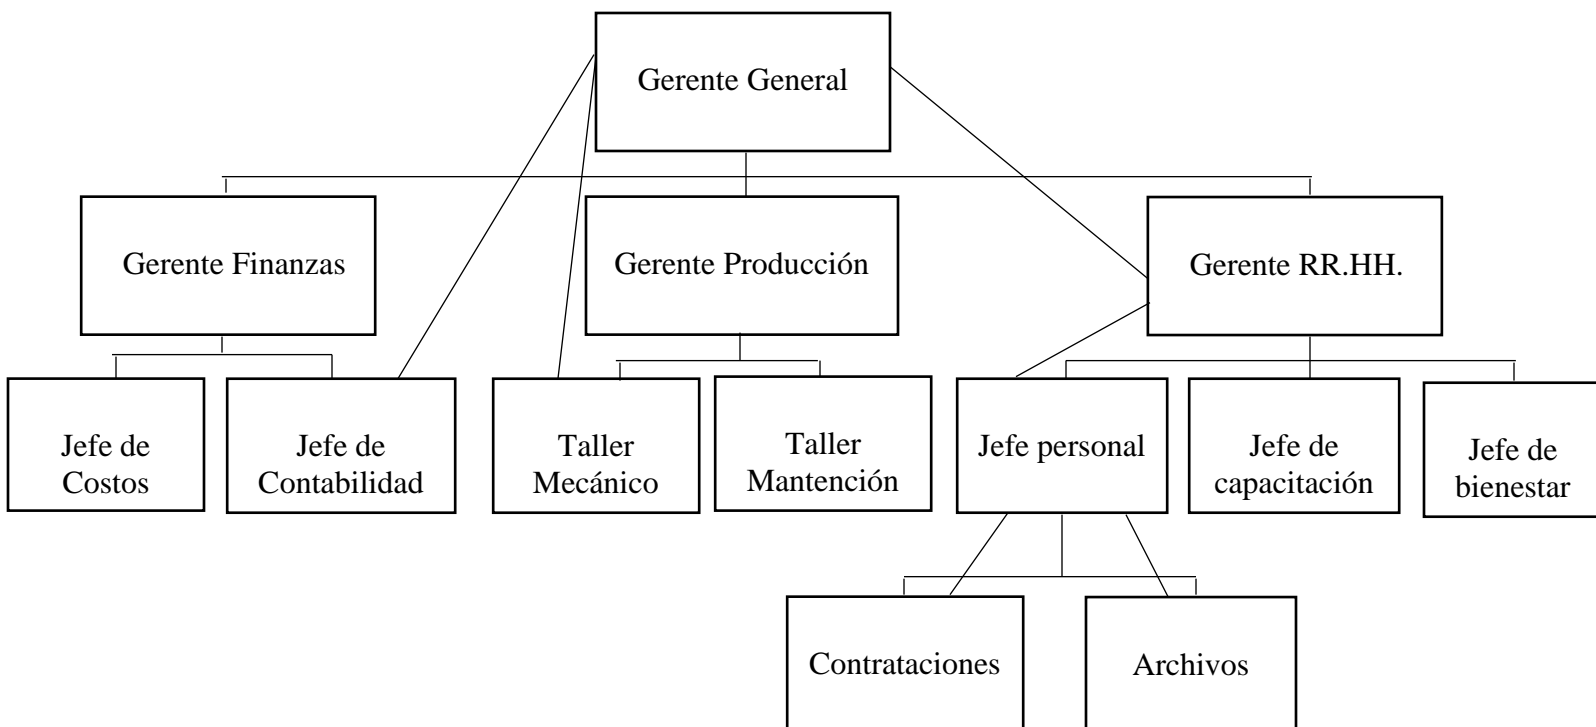 Gerente General
Gerente Finanzas
Gerente Producción
Gerente RR.HH.
Jefe de
Costos
Jefe de
Contabilidad
Taller
Mecánico
Taller
Mantención
Jefe personal
Jefe de
capacitación
Jefe de
bienestar
Contrataciones
Archivos